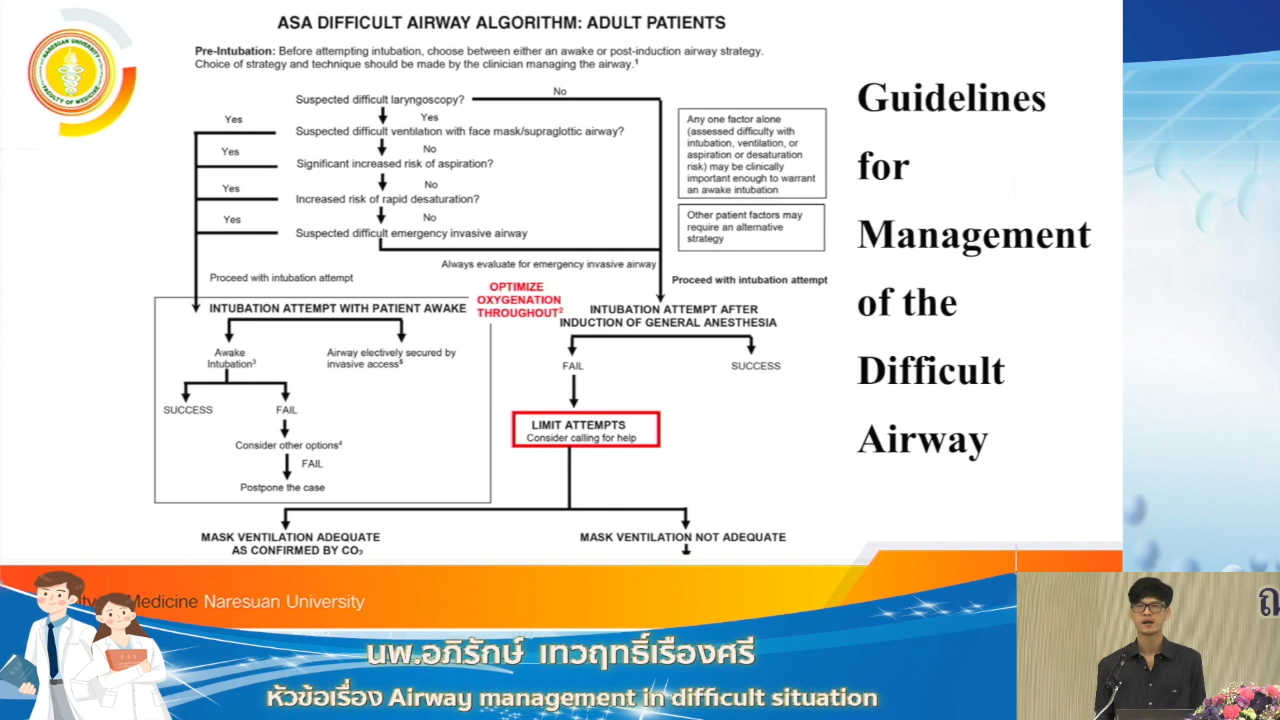 ASA DIFFICULT AIRWAY ALGORITHM: ADULT PATIENTS
NARESUAN UNIVERSITY
FACULTY OF MEDICINE
Pre-Intubation: Before attempting intubation, choose between either an awake or post-induction airway strategy.
Choice of strategy and technique should be made by the clinician managing the airway.¹
Suspected difficult laryngoscopy?
No
Yes
Yes
Suspected difficult ventilation with face mask/supraglottic airway?
Yes
No
Significant increased risk of aspiration?
Yes
No
Increased risk of rapid desaturation?
Yes
No
Suspected difficult emergency invasive airway
Always evaluate for emergency invasive airway
Any one factor alone
(assessed difficulty with
intubation, ventilation, or
aspiration or desaturation
risk) may be clinically
important enough to warrant
an awake intubation
Other patient factors may
require an alternative
strategy
Guidelines
for
Management
of the
Difficult
Airway
Proceed with intubation attempt
Proceed with intubation attempt
INTUBATION ATTEMPT WITH PATIENT AWAKE
OPTIMIZE
OXYGENATION
THROUGHOUT²
INTUBATION ATTEMPT AFTER
INDUCTION OF GENERAL ANESTHESIA
Awake
Intubation³
Airway electively secured by
invasive access⁵
FAIL
SUCCESS
SUCCESS
FAIL
LIMIT ATTEMPTS
Consider calling for help
Consider other options⁴
FAIL
Postpone the case
MASK VENTILATION ADEQUATE
AS CONFIRMED BY CO₂
MASK VENTILATION NOT ADEQUATE
Medicine Naresuan University
นพ.อภิรักษ์ เทวฤทธิ์เรืองศรี
หัวข้อเรื่อง Airway management in difficult situation